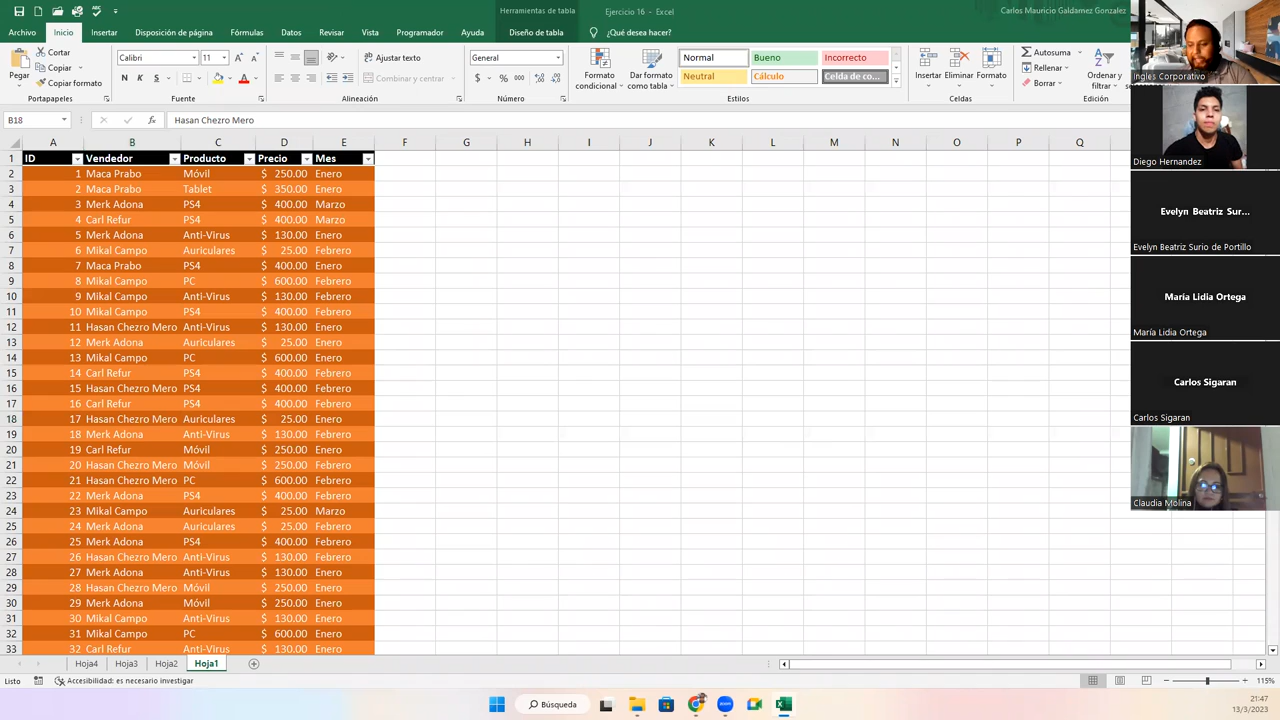 Herramientas de tabla
Ejercicio 16 - Excel
Carlos Mauricio Galdamez Gonzalez
Archivo Inicio Insertar Disposición de página Fórmulas Datos Revisar Vista Programador Ayuda Diseño de tabla ¿Qué desea hacer?
Pegar Cortar Copiar Copiar formato Portapapeles
Calibri 11 N K S Fuente
Ajustar texto Combinar y centrar Alineación
General $ % 000 Número
Formato condicional Dar formato como tabla
Normal Bueno Incorrecto
Neutral Cálculo Celda de co...
Estilos
Insertar Eliminar Formato Celdas
Autosuma Rellenar Borrar Ordenar y filtrar Edición
B18 fx Hasan Chezro Mero
A B C D E F G H I J K L M N O P Q
1 ID Vendedor Producto Precio Mes
2 1 Maca Prabo Móvil $ 250.00 Enero
3 2 Maca Prabo Tablet $ 350.00 Enero
4 3 Merk Adona PS4 $ 400.00 Marzo
5 4 Carl Refur PS4 $ 400.00 Marzo
6 5 Merk Adona Anti-Virus $ 130.00 Enero
7 6 Mikal Campo Auriculares $ 25.00 Febrero
8 7 Maca Prabo PS4 $ 400.00 Enero
9 8 Mikal Campo PC $ 600.00 Febrero
10 9 Mikal Campo Anti-Virus $ 130.00 Febrero
11 10 Mikal Campo PS4 $ 400.00 Febrero
12 11 Hasan Chezro Mero Anti-Virus $ 130.00 Enero
13 12 Merk Adona Auriculares $ 25.00 Enero
14 13 Mikal Campo PC $ 600.00 Enero
15 14 Carl Refur PS4 $ 400.00 Febrero
16 15 Hasan Chezro Mero PS4 $ 400.00 Enero
17 16 Carl Refur PS4 $ 400.00 Febrero
18 17 Hasan Chezro Mero Auriculares $ 25.00 Enero
19 18 Merk Adona Anti-Virus $ 130.00 Febrero
20 19 Carl Refur Móvil $ 250.00 Enero
21 20 Hasan Chezro Mero Móvil $ 250.00 Febrero
22 21 Hasan Chezro Mero PC $ 600.00 Enero
23 22 Merk Adona PS4 $ 400.00 Febrero
24 23 Mikal Campo Auriculares $ 25.00 Marzo
25 24 Merk Adona Auriculares $ 25.00 Febrero
26 25 Merk Adona PS4 $ 400.00 Febrero
27 26 Hasan Chezro Mero Anti-Virus $ 130.00 Febrero
28 27 Merk Adona Anti-Virus $ 130.00 Enero
29 28 Hasan Chezro Mero Móvil $ 250.00 Enero
30 29 Merk Adona Móvil $ 250.00 Enero
31 30 Mikal Campo Anti-Virus $ 130.00 Enero
32 31 Mikal Campo PC $ 600.00 Enero
33 32 Carl Refur Anti-Virus $ 130.00 Enero
Hoja4 Hoja3 Hoja2 Hoja1
Listo Accesibilidad: es necesario investigar 115%
Búsqueda
21:47
13/3/2023
Ingles Corporativo
Diego Hernandez
Evelyn Beatriz Sur...
Evelyn Beatriz Surio de Portillo
María Lidia Ortega
María Lidia Ortega
Carlos Sigaran
Carlos Sigaran
Claudia Molina